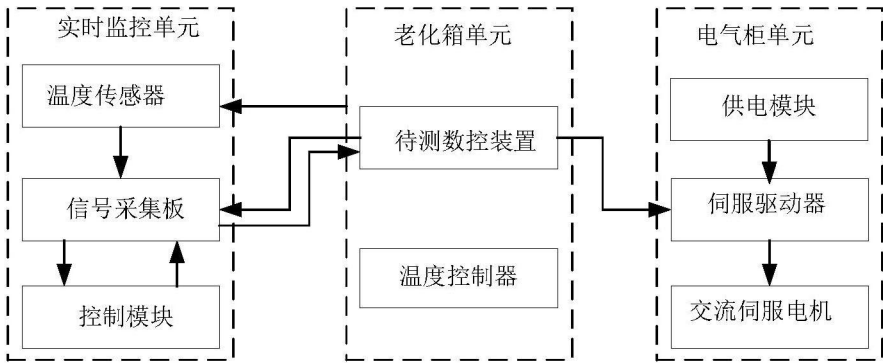 实时监控单元
温度传感器
信号采集板
控制模块
老化箱单元
待测数控装置
温度控制器
电气柜单元
供电模块
伺服驱动器
交流伺服电机